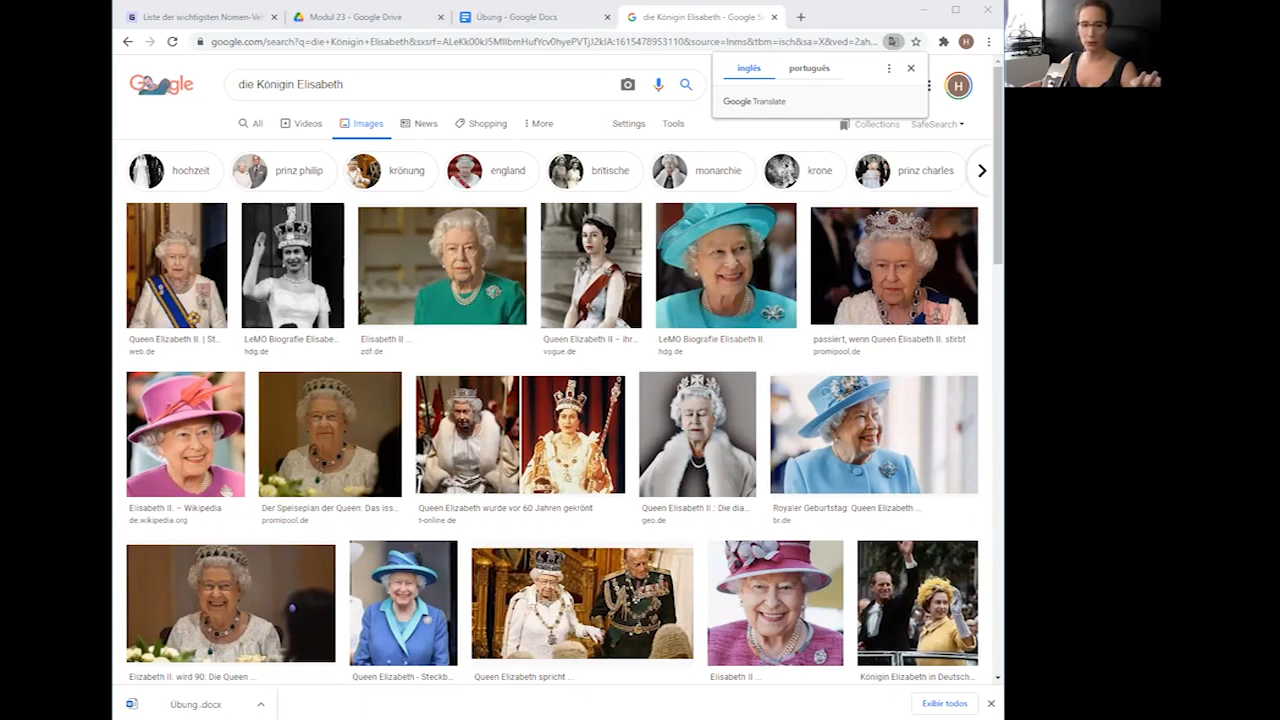 Liste der wichtigsten Nomen-Ver
Modul 23 - Google Drive
Übung - Google Docs
die Königin Elisabeth - Google Se
inglês português
Google Translate
Google
die Königin Elisabeth
H
All Videos Images News Shopping More Settings Tools Collections SafeSearch
hochzeit prinz philip krönung england britische monarchie krone prinz charles
Queen Elizabeth II. | St...
web.de
LeMO Biografie Elisabe...
hdg.de
Elisabeth II ...
zdf.de
Queen Elizabeth II – ihr...
vogue.de
LeMO Biografie Elisabeth II.
hdg.de
passiert, wenn Queen Elizabeth II. stirbt
promipool.de
Elisabeth II. – Wikipedia
de.wikipedia.org
Der Speiseplan der Queen: Das iss...
promipool.de
Queen Elizabeth wurde vor 60 Jahren gekrönt
t-online.de
Queen Elisabeth II.: Die dia...
geo.de
Royaler Geburtstag: Queen Elizabeth ...
br.de
Elizabeth II. wird 90: Die Queen ...
Queen Elizabeth - Steckb...
Queen Elizabeth spricht ...
Elisabeth II ...
Königin Elizabeth in Deutsch...
Übung .docx
Exibir todos